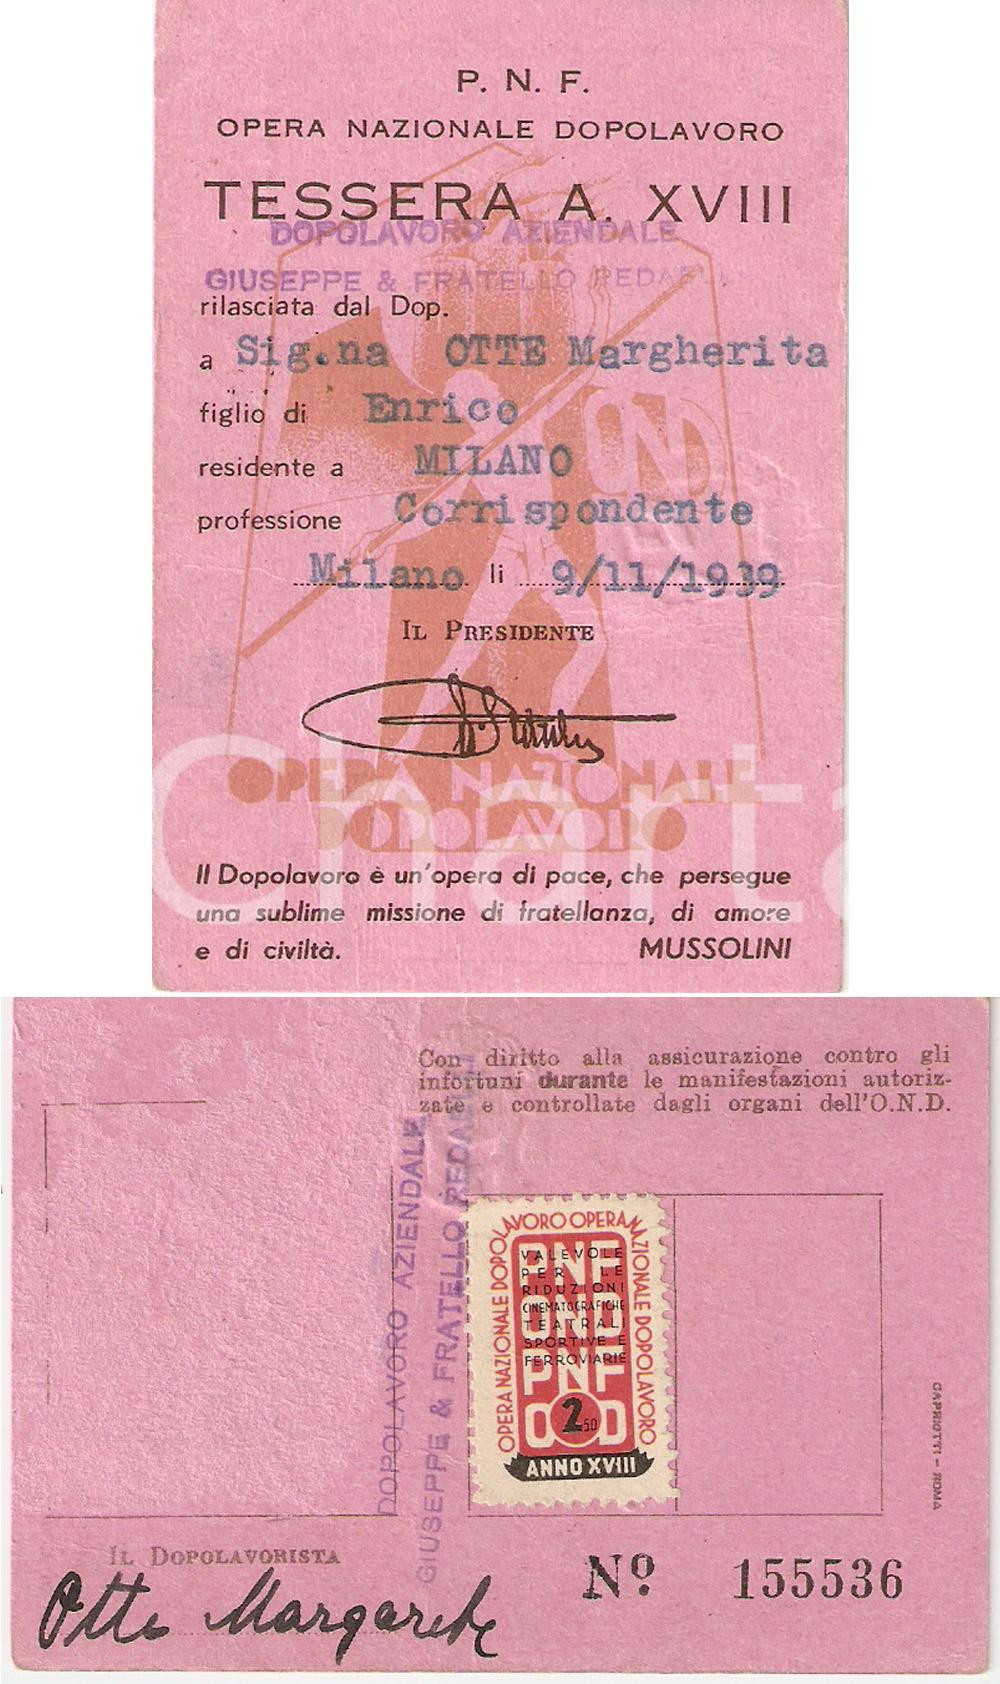 P. N. F.
OPERA NAZIONALE DOPOLAVORO
TESSERA A. XVIII
DOPOLAVORO AZIENDALE
GIUSEPPE & FRATELLO REDAELLI
rilasciata dal Dop.
a Sig.na OTTE Margherita
figlio di Enrico
residente a MILANO
professione Corrispondente
Milano li 9/11/1939
IL PRESIDENTE
OND
OPERA NAZIONALE
DOPOLAVORO
Charta
Il Dopolavoro è un'opera di pace, che persegue
una sublime missione di fratellanza, di amore
e di civiltà. MUSSOLINI
Con diritto alla assicurazione contro gli
infortuni durante le manifestazioni autoriz-
zate e controllate dagli organi dell'O.N.D.
DOPOLAVORO AZIENDALE
GIUSEPPE & FRATELLO REDAELLI
OPERA NAZIONALE DOPOLAVORO OPERA NAZIONALE DOPOLAVORO
PNF
OND
PNF
OND
VALEVOLE
PER LE
RIDUZIONI
CINEMATOGRAFICHE
TEATRALI
SPORTIVE E
FERROVIARIE
2.50
ANNO XVIII
CAPRIOTTI - ROMA
IL DOPOLAVORISTA
Otte Margarete
Nº 155536